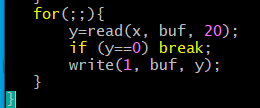 for(;;){
    y=read(x, buf, 20);
    if (y==0) break;
    write(1, buf, y);
}
}